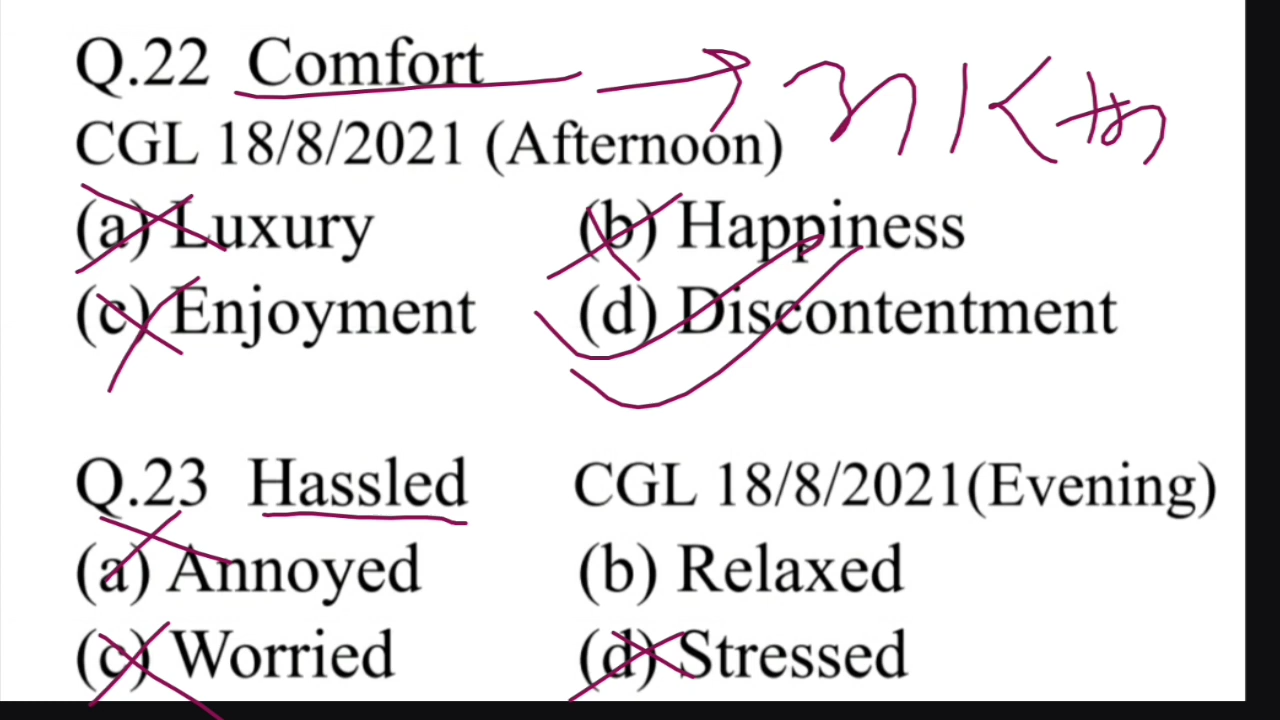 Q.22 Comfort
CGL 18/8/2021 (Afternoon)
(a) Luxury (b) Happiness
(c) Enjoyment (d) Discontentment
Q.23 Hassled CGL 18/8/2021(Evening)
(a) Annoyed (b) Relaxed
(c) Worried (d) Stressed